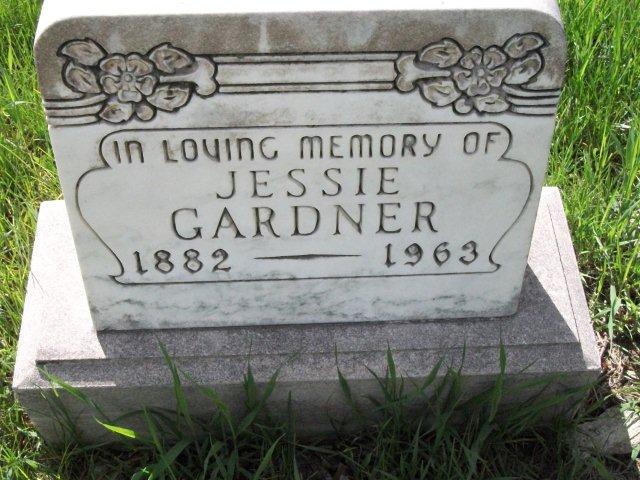 IN LOVING MEMORY OF
JESSIE
GARDNER
1882 — 1963